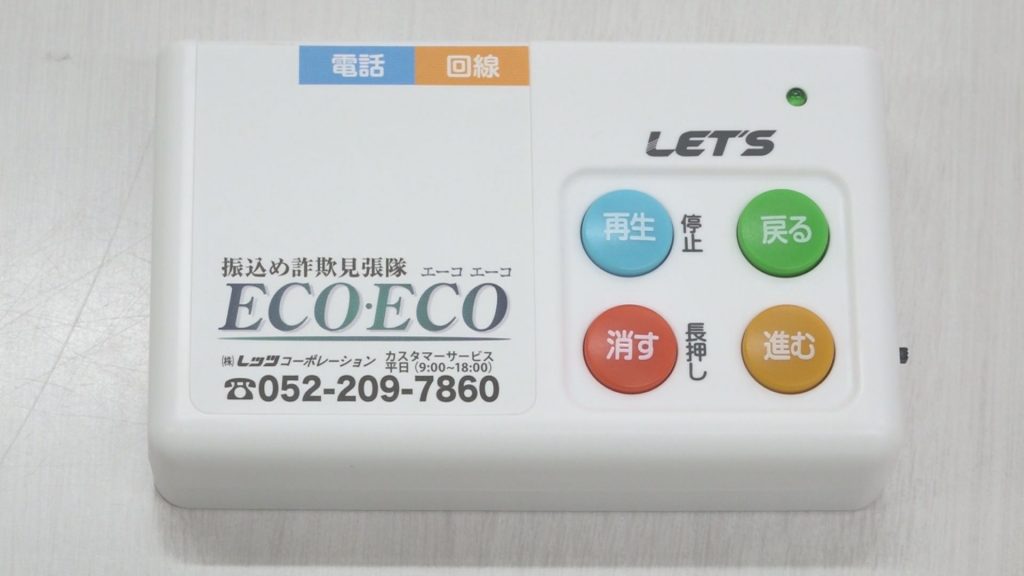 電話 回線
LET'S
再生 停止 戻る
消す 長押し 進む
振込め詐欺見張隊 エーコ エーコ
ECO・ECO
㈱レッツコーポレーション カスタマーサービス
平日(9:00~18:00)
☎052-209-7860